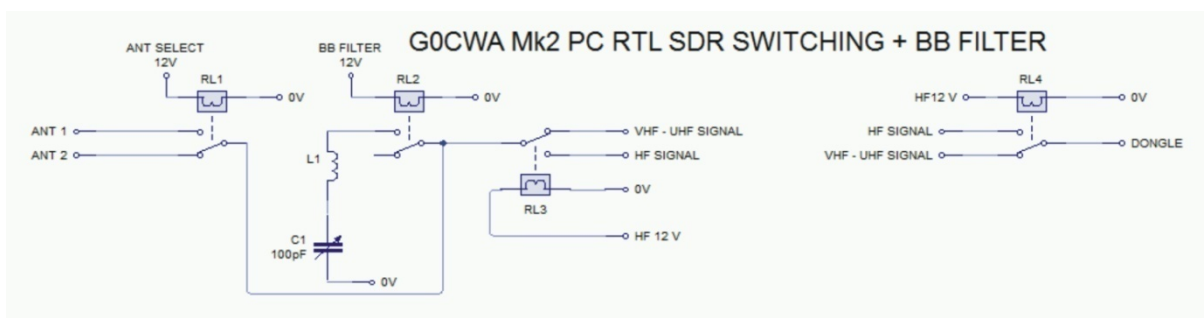 G0CWA Mk2 PC RTL SDR SWITCHING + BB FILTER
ANT SELECT
12V
RL1
0V
ANT 1
ANT 2
BB FILTER
12V
RL2
0V
L1
C1
100pF
0V
VHF - UHF SIGNAL
HF SIGNAL
0V
RL3
HF 12 V
RL4
HF12 V
0V
HF SIGNAL
VHF - UHF SIGNAL
DONGLE